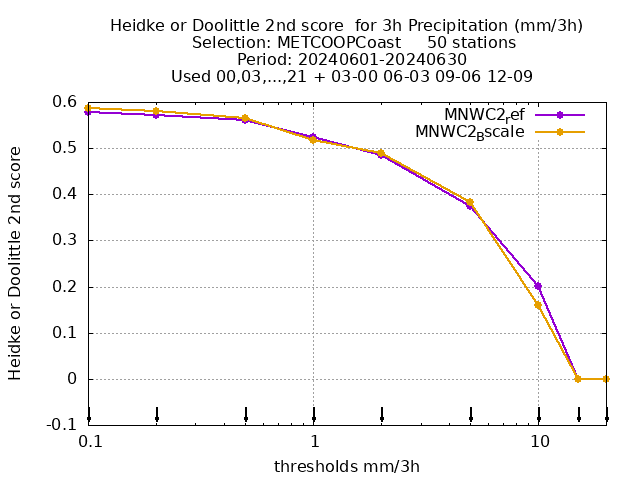 Heidke or Doolittle 2nd score  for 3h Precipitation (mm/3h)
Selection: METCOOPCoast     50 stations
Period: 20240601-20240630
Used 00,03,...,21 + 03-00 06-03 09-06 12-09
MNWC2ref
MNWC2Bscale
0.6
0.5
0.4
0.3
0.2
0.1
0
-0.1
Heidke or Doolittle 2nd score
0.1 1 10
thresholds mm/3h